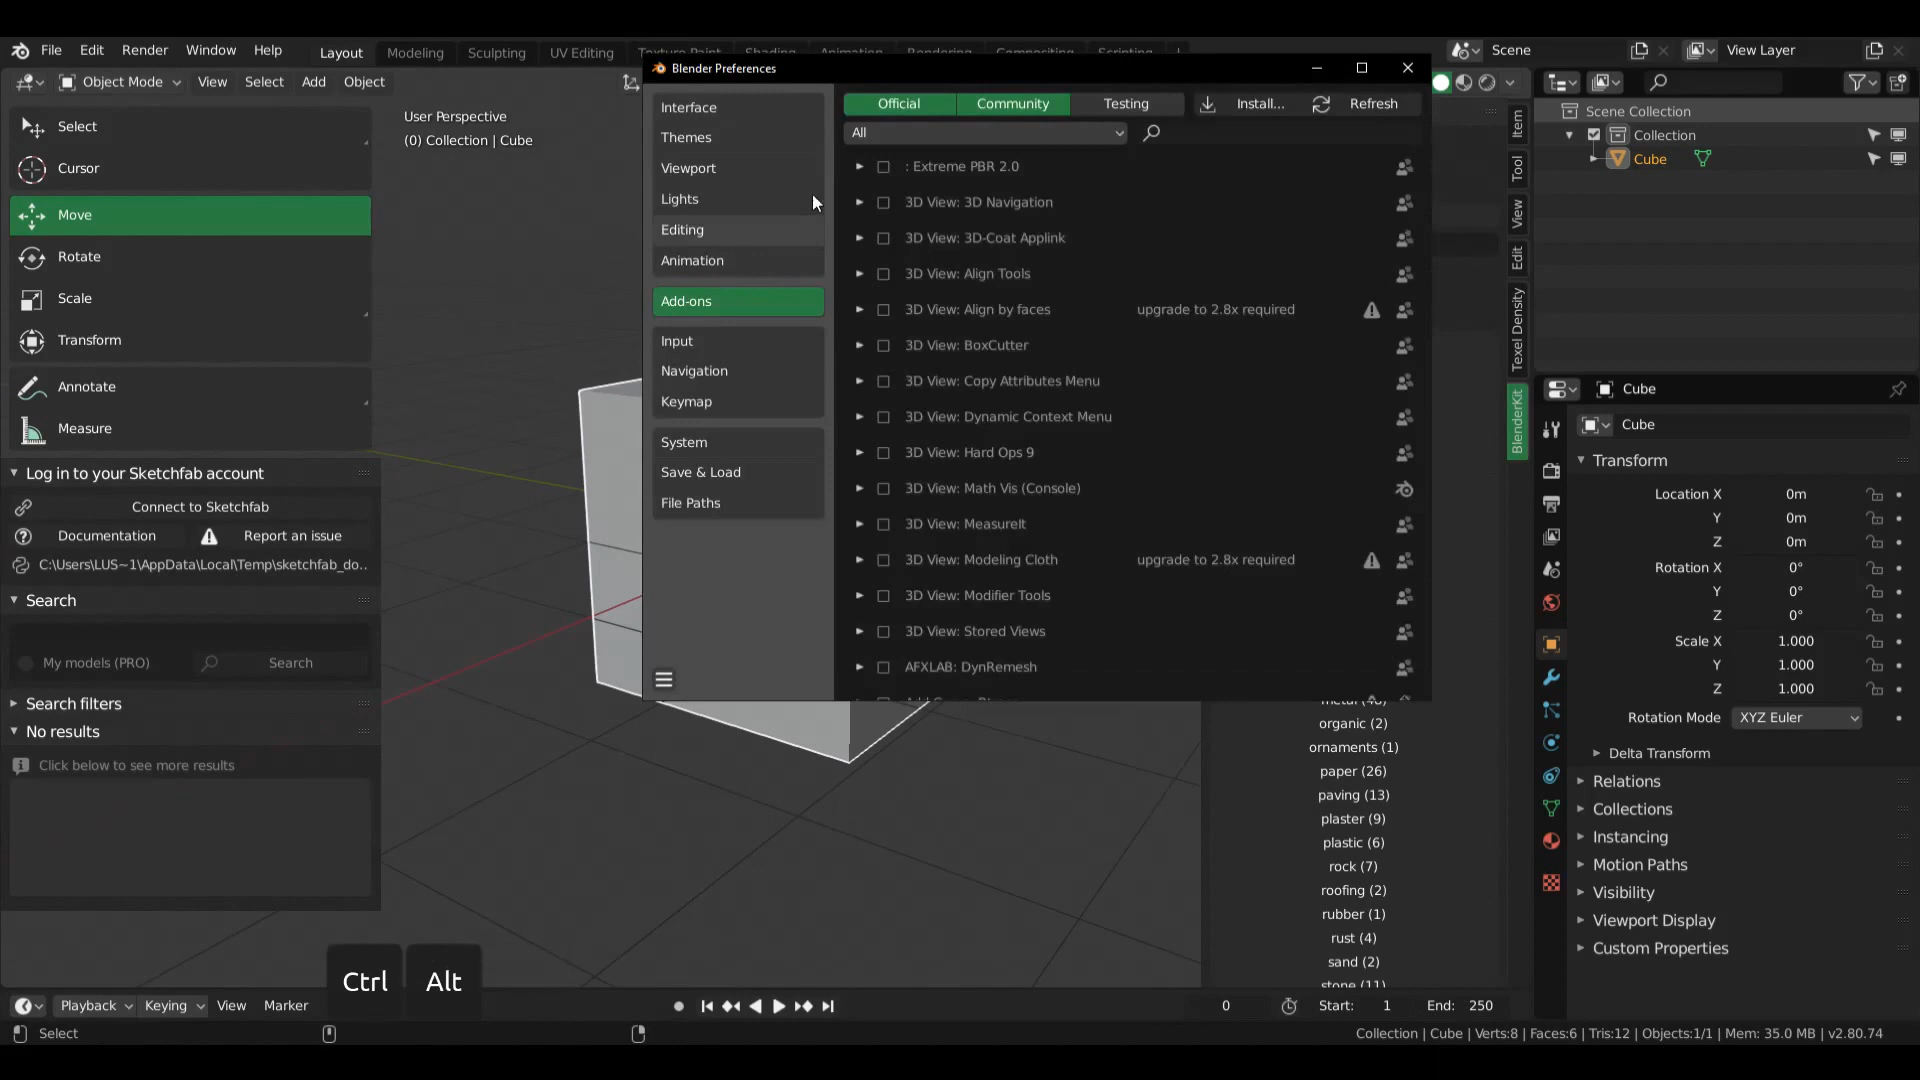 File Edit Render Window Help
Layout Modeling Sculpting UV Editing
Scene
View Layer
Object Mode View Select Add Object
Blender Preferences
User Perspective
(0) Collection | Cube
Select
Cursor
Move
Rotate
Scale
Transform
Annotate
Measure
Log in to your Sketchfab account
Connect to Sketchfab
Documentation Report an issue
C:\Users\LUS~1\AppData\Local\Temp\sketchfab_do..
Search
My models (PRO) Search
Search filters
No results
Click below to see more results
Interface
Themes
Viewport
Lights
Editing
Animation
Add-ons
Input
Navigation
Keymap
System
Save & Load
File Paths
Official Community Testing Install... Refresh
All
: Extreme PBR 2.0
3D View: 3D Navigation
3D View: 3D-Coat Applink
3D View: Align Tools
3D View: Align by faces upgrade to 2.8x required
3D View: BoxCutter
3D View: Copy Attributes Menu
3D View: Dynamic Context Menu
3D View: Hard Ops 9
3D View: Math Vis (Console)
3D View: MeasureIt
3D View: Modeling Cloth upgrade to 2.8x required
3D View: Modifier Tools
3D View: Stored Views
AFXLAB: DynRemesh
organic (2)
ornaments (1)
paper (26)
paving (13)
plaster (9)
plastic (6)
rock (7)
roofing (2)
rubber (1)
rust (4)
sand (2)
stone (11)
Item
Tool
View
Edit
Texel Density
BlenderKit
Scene Collection
Collection
Cube
Cube
Cube
Transform
Location X 0m
Y 0m
Z 0m
Rotation X 0°
Y 0°
Z 0°
Scale X 1.000
Y 1.000
Z 1.000
Rotation Mode XYZ Euler
Delta Transform
Relations
Collections
Instancing
Motion Paths
Visibility
Viewport Display
Custom Properties
Ctrl Alt
Playback Keying View Marker
0 Start: 1 End: 250
Select
Collection | Cube | Verts:8 | Faces:6 | Tris:12 | Objects:1/1 | Mem: 35.0 MB | v2.80.74